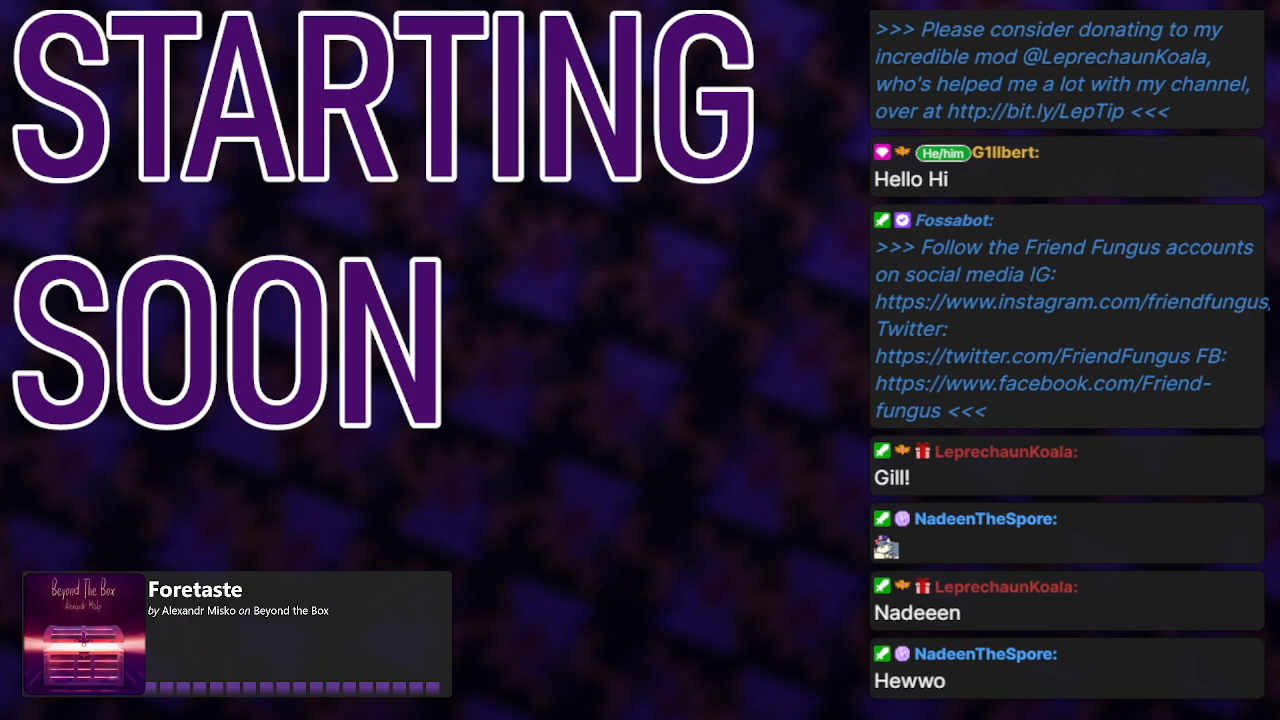 STARTING
SOON
Beyond The Box
Alexandr Misko
Foretaste
by Alexandr Misko on Beyond the Box
>>> Please consider donating to my
incredible mod @LeprechaunKoala,
who's helped me a lot with my channel,
over at http://bit.ly/LepTip <<<
He/him G1llbert:
Hello Hi
Fossabot:
>>> Follow the Friend Fungus accounts
on social media IG:
https://www.instagram.com/friendfungus/
Twitter:
https://twitter.com/FriendFungus FB:
https://www.facebook.com/Friend-
fungus <<<
LeprechaunKoala:
Gill!
NadeenTheSpore:
LeprechaunKoala:
Nadeeen
NadeenTheSpore:
Hewwo